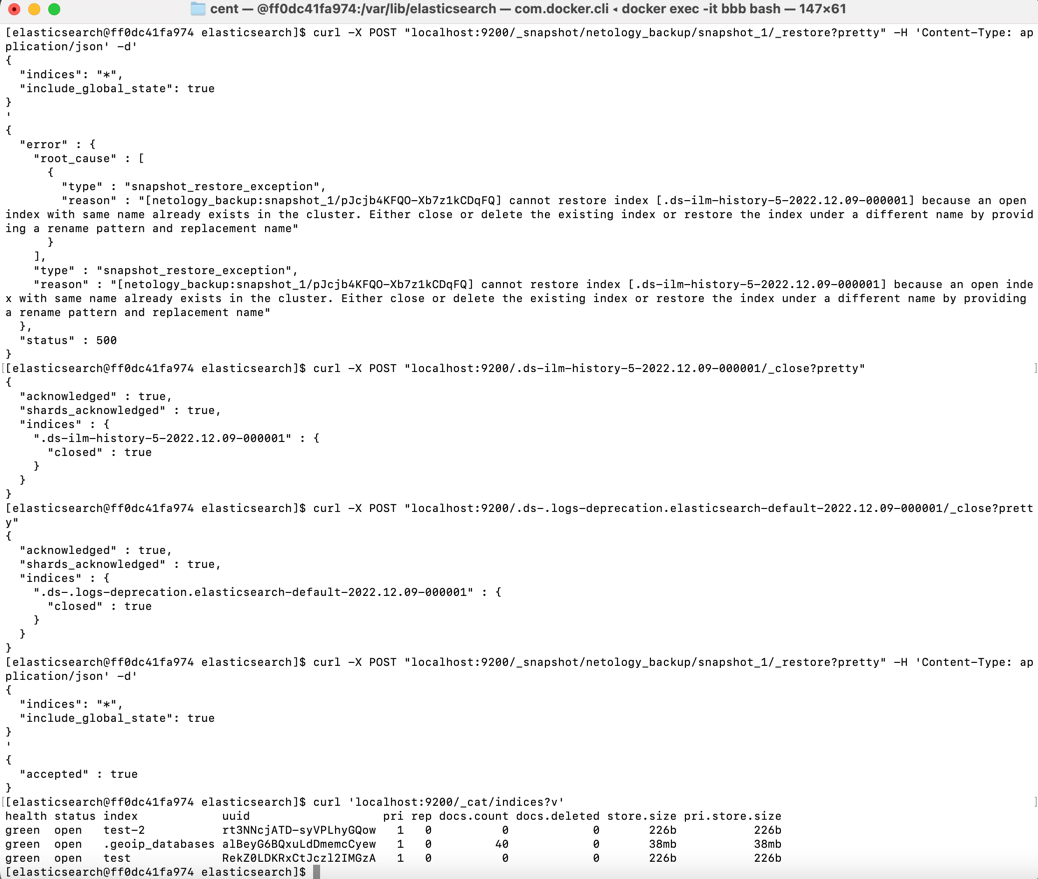 cent — @ff0dc41fa974:/var/lib/elasticsearch — com.docker.cli ◂ docker exec -it bbb bash — 147×61
[elasticsearch@ff0dc41fa974 elasticsearch]$ curl -X POST "localhost:9200/_snapshot/netology_backup/snapshot_1/_restore?pretty" -H 'Content-Type: ap
plication/json' -d'
{
  "indices": "*",
  "include_global_state": true
}
'
{
  "error" : {
    "root_cause" : [
      {
        "type" : "snapshot_restore_exception",
        "reason" : "[netology_backup:snapshot_1/pJcjb4KFQO-Xb7z1kCDqFQ] cannot restore index [.ds-ilm-history-5-2022.12.09-000001] because an open
index with same name already exists in the cluster. Either close or delete the existing index or restore the index under a different name by provid
ing a rename pattern and replacement name"
      }
    ],
    "type" : "snapshot_restore_exception",
    "reason" : "[netology_backup:snapshot_1/pJcjb4KFQO-Xb7z1kCDqFQ] cannot restore index [.ds-ilm-history-5-2022.12.09-000001] because an open inde
x with same name already exists in the cluster. Either close or delete the existing index or restore the index under a different name by providing
a rename pattern and replacement name"
  },
  "status" : 500
}
[[elasticsearch@ff0dc41fa974 elasticsearch]$ curl -X POST "localhost:9200/.ds-ilm-history-5-2022.12.09-000001/_close?pretty" ]
{
  "acknowledged" : true,
  "shards_acknowledged" : true,
  "indices" : {
    ".ds-ilm-history-5-2022.12.09-000001" : {
      "closed" : true
    }
  }
}
[elasticsearch@ff0dc41fa974 elasticsearch]$ curl -X POST "localhost:9200/.ds-.logs-deprecation.elasticsearch-default-2022.12.09-000001/_close?prett
y"
{
  "acknowledged" : true,
  "shards_acknowledged" : true,
  "indices" : {
    ".ds-.logs-deprecation.elasticsearch-default-2022.12.09-000001" : {
      "closed" : true
    }
  }
}
[elasticsearch@ff0dc41fa974 elasticsearch]$ curl -X POST "localhost:9200/_snapshot/netology_backup/snapshot_1/_restore?pretty" -H 'Content-Type: ap
plication/json' -d'
{
  "indices": "*",
  "include_global_state": true
}
'
{
  "accepted" : true
}
[[elasticsearch@ff0dc41fa974 elasticsearch]$ curl 'localhost:9200/_cat/indices?v' ]
health status index            uuid                   pri rep docs.count docs.deleted store.size pri.store.size
green  open   test-2           rt3NNcjATD-syVPLhyGQow   1   0          0            0       226b           226b
green  open   .geoip_databases alBeyG6BQxuLdDmemcCyew   1   0         40            0       38mb           38mb
green  open   test             RekZ0LDKRxCtJczl2IMGzA   1   0          0            0       226b           226b
[elasticsearch@ff0dc41fa974 elasticsearch]$